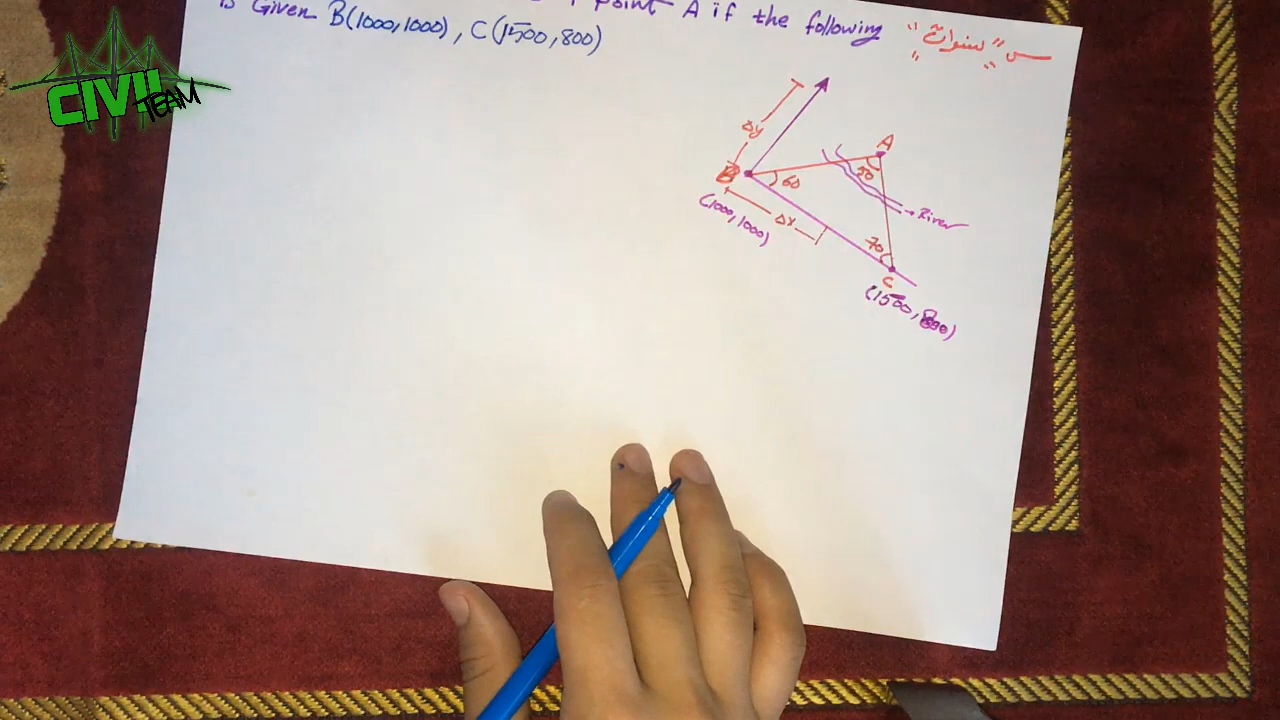 point A if the following
is Given B(1000,1000), C(1500,800)
س "سنوات"
CIVIL
TEAM
Δy
A
B
60
50
River
(1000,1000)
Δx
70
C
(1500,800)